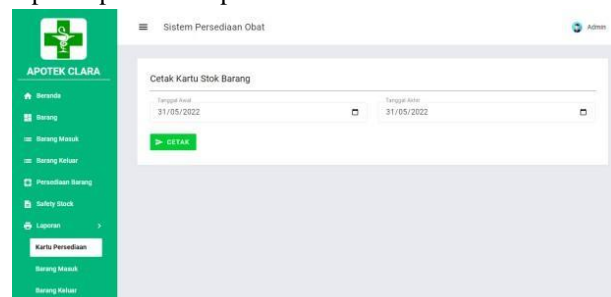 Sistem Persediaan Obat
Admin
APOTEK CLARA
Beranda
Barang
Barang Masuk
Barang Keluar
Persediaan Barang
Safety Stock
Laporan
Kartu Persediaan
Barang Masuk
Barang Keluar
Cetak Kartu Stok Barang
Tanggal Awal
31/05/2022
Tanggal Akhir
31/05/2022
CETAK